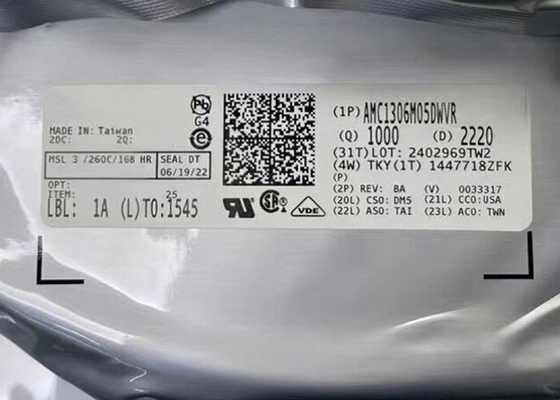 Pb
G4
e
MADE IN: Taiwan
2DC: 2Q:
MSL 3 /260C/168 HR
SEAL DT
06/19/22
OPT:
ITEM: 25
LBL: 1A (L)TO:1545
(1P) AMC1306M05DWVR
(Q) 1000 (D) 2220
(31T)LOT: 2402969TW2
(4W) TKY(1T) 1447718ZFK
(P)
(2P) REV: BA (V) 0033317
(20L) CSO: DM5 (21L) CCO:USA
(22L) ASO: TAI (23L) ACO: TWN
VDE